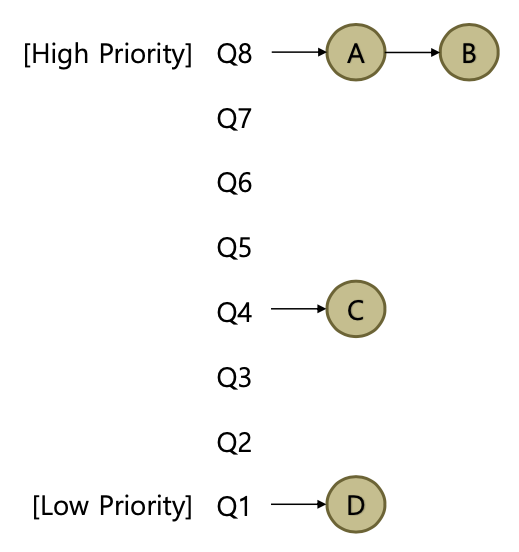 [High Priority] Q8 A B
Q7
Q6
Q5
Q4 C
Q3
Q2
[Low Priority] Q1 D